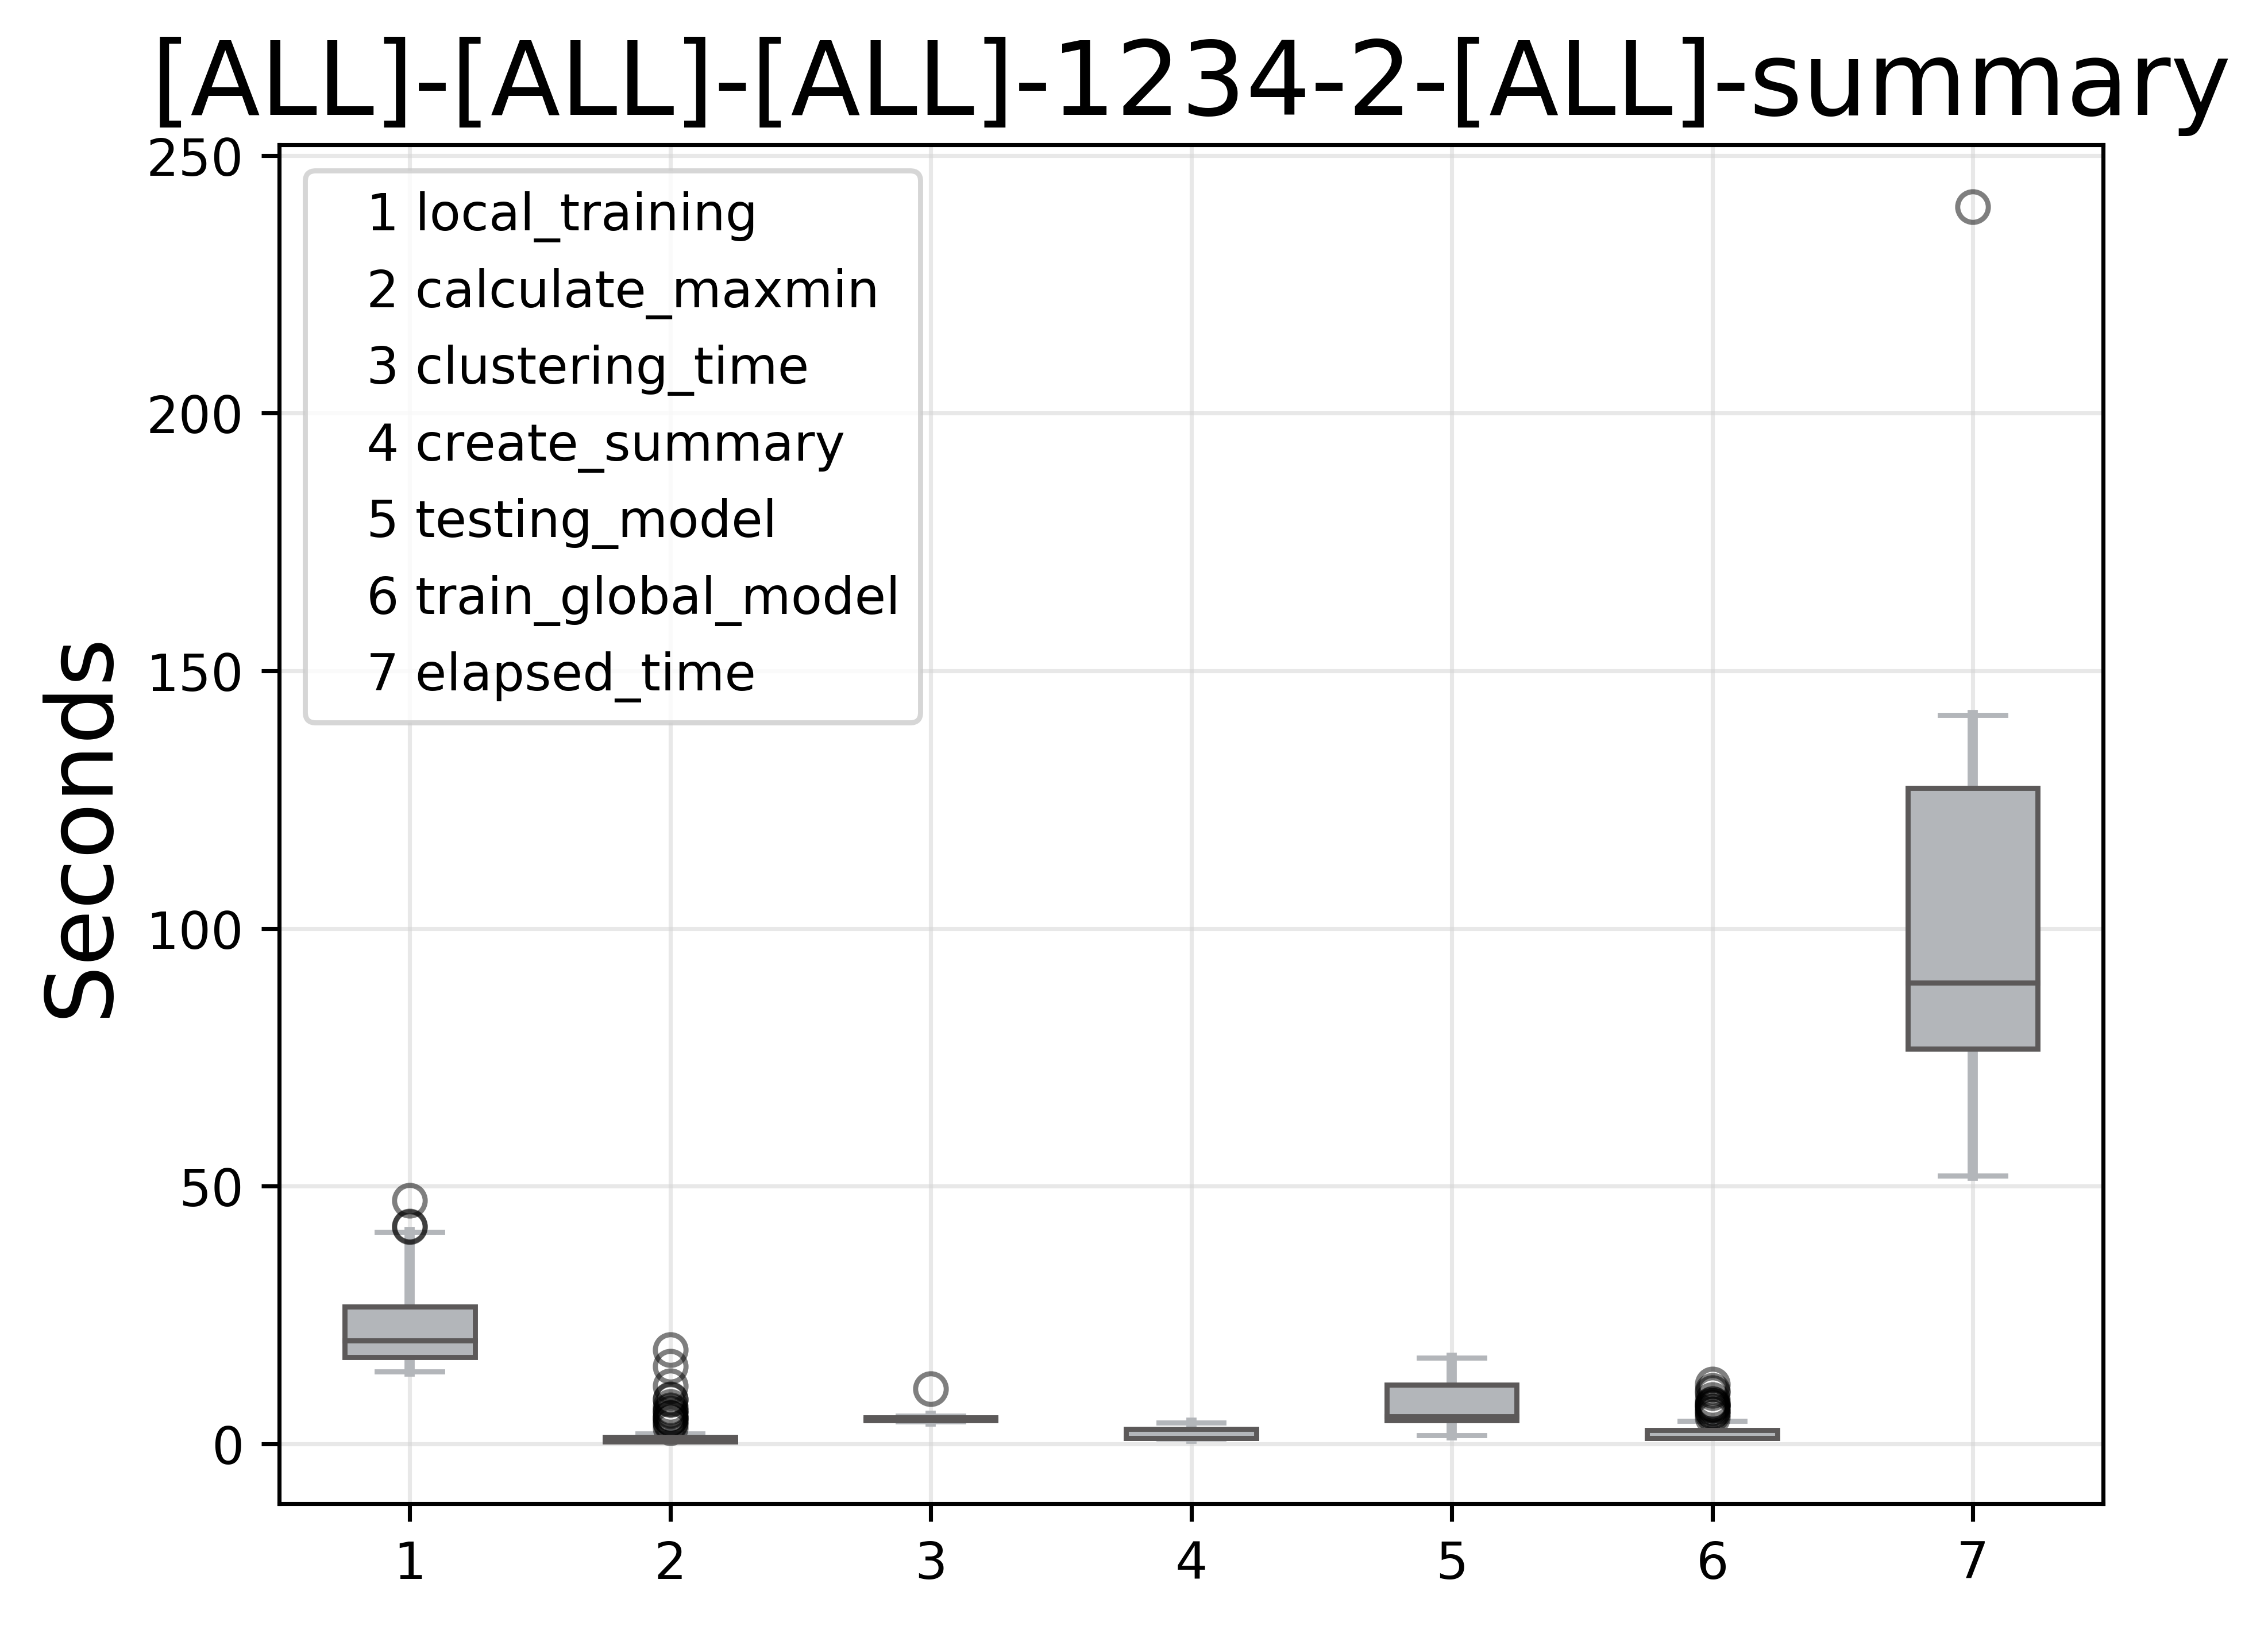 [ALL]-[ALL]-[ALL]-1234-2-[ALL]-summary
Seconds
250
200
150
100
50
0
1 local_training
2 calculate_maxmin
3 clustering_time
4 create_summary
5 testing_model
6 train_global_model
7 elapsed_time
1 2 3 4 5 6 7